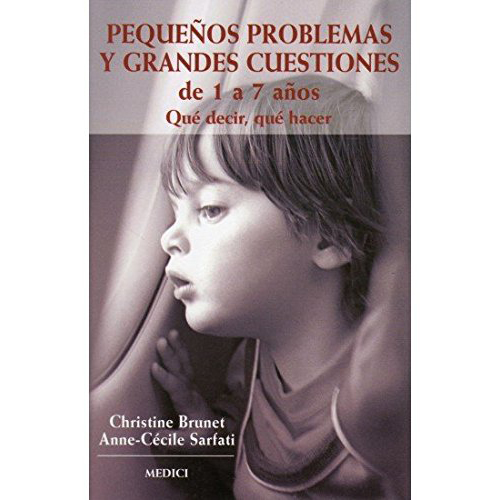 PEQUEÑOS PROBLEMAS
Y GRANDES CUESTIONES
de 1 a 7 años
Qué decir, qué hacer
Christine Brunet
Anne-Cécile Sarfati
MEDICI